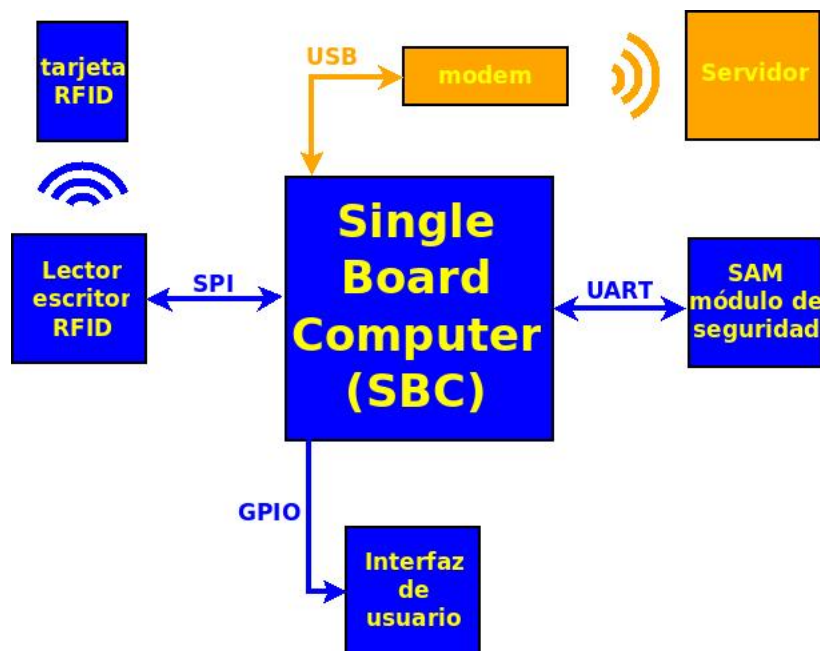 tarjeta
RFID
USB
modem
Servidor
Single
Board
Computer
(SBC)
Lector
escritor
RFID
SPI
UART
SAM
módulo de
seguridad
GPIO
Interfaz
de
usuario